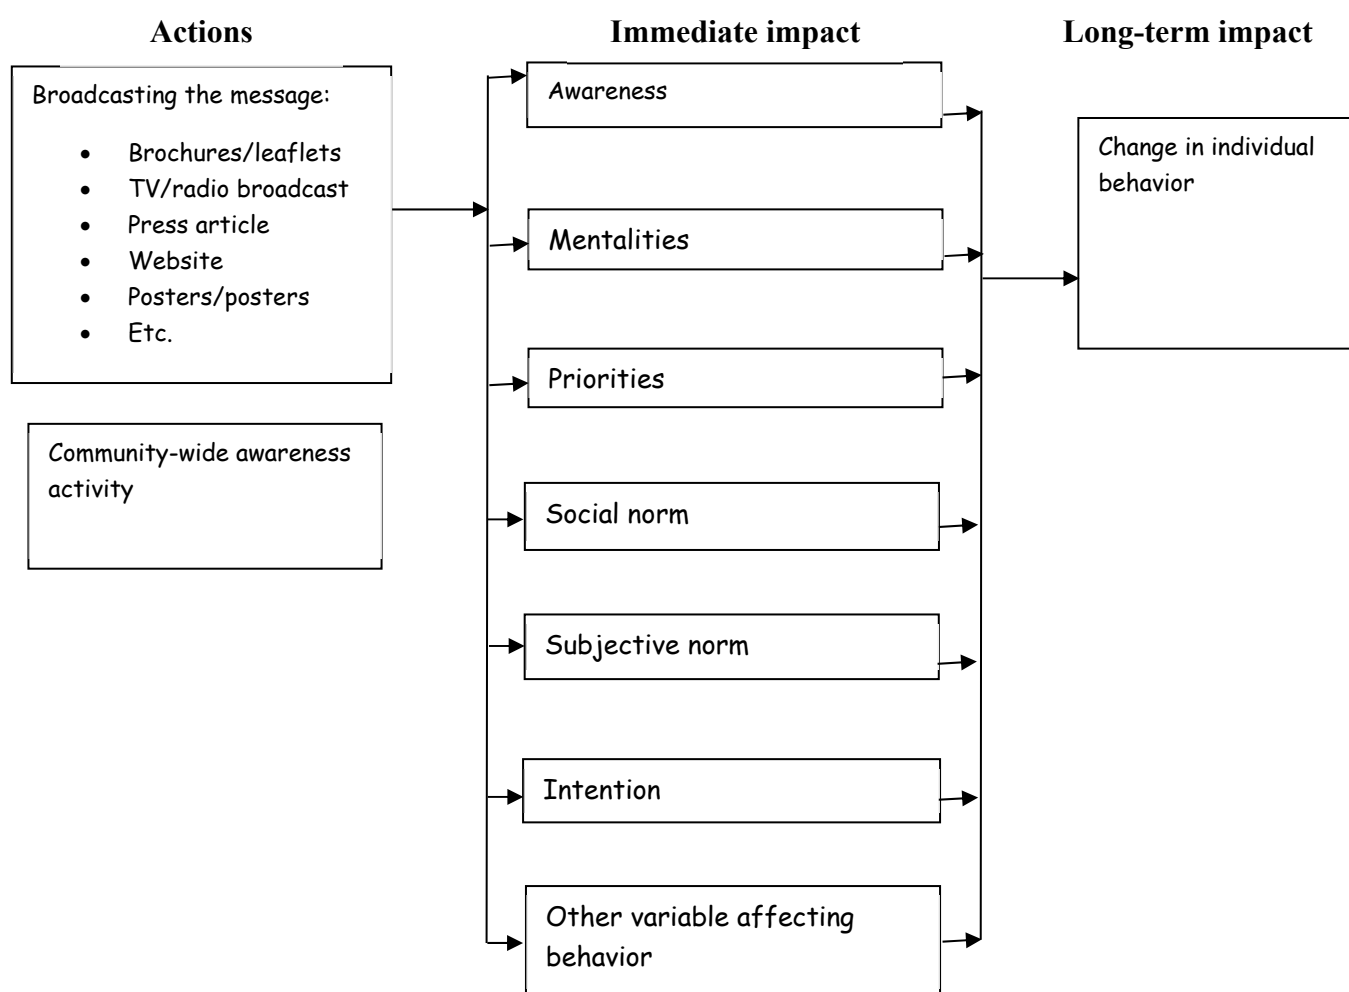 Actions
Immediate impact
Long-term impact
Broadcasting the message:
• Brochures/leaflets
• TV/radio broadcast
• Press article
• Website
• Posters/posters
• Etc.
Community-wide awareness
activity
Awareness
Mentalities
Priorities
Social norm
Subjective norm
Intention
Other variable affecting
behavior
Change in individual
behavior